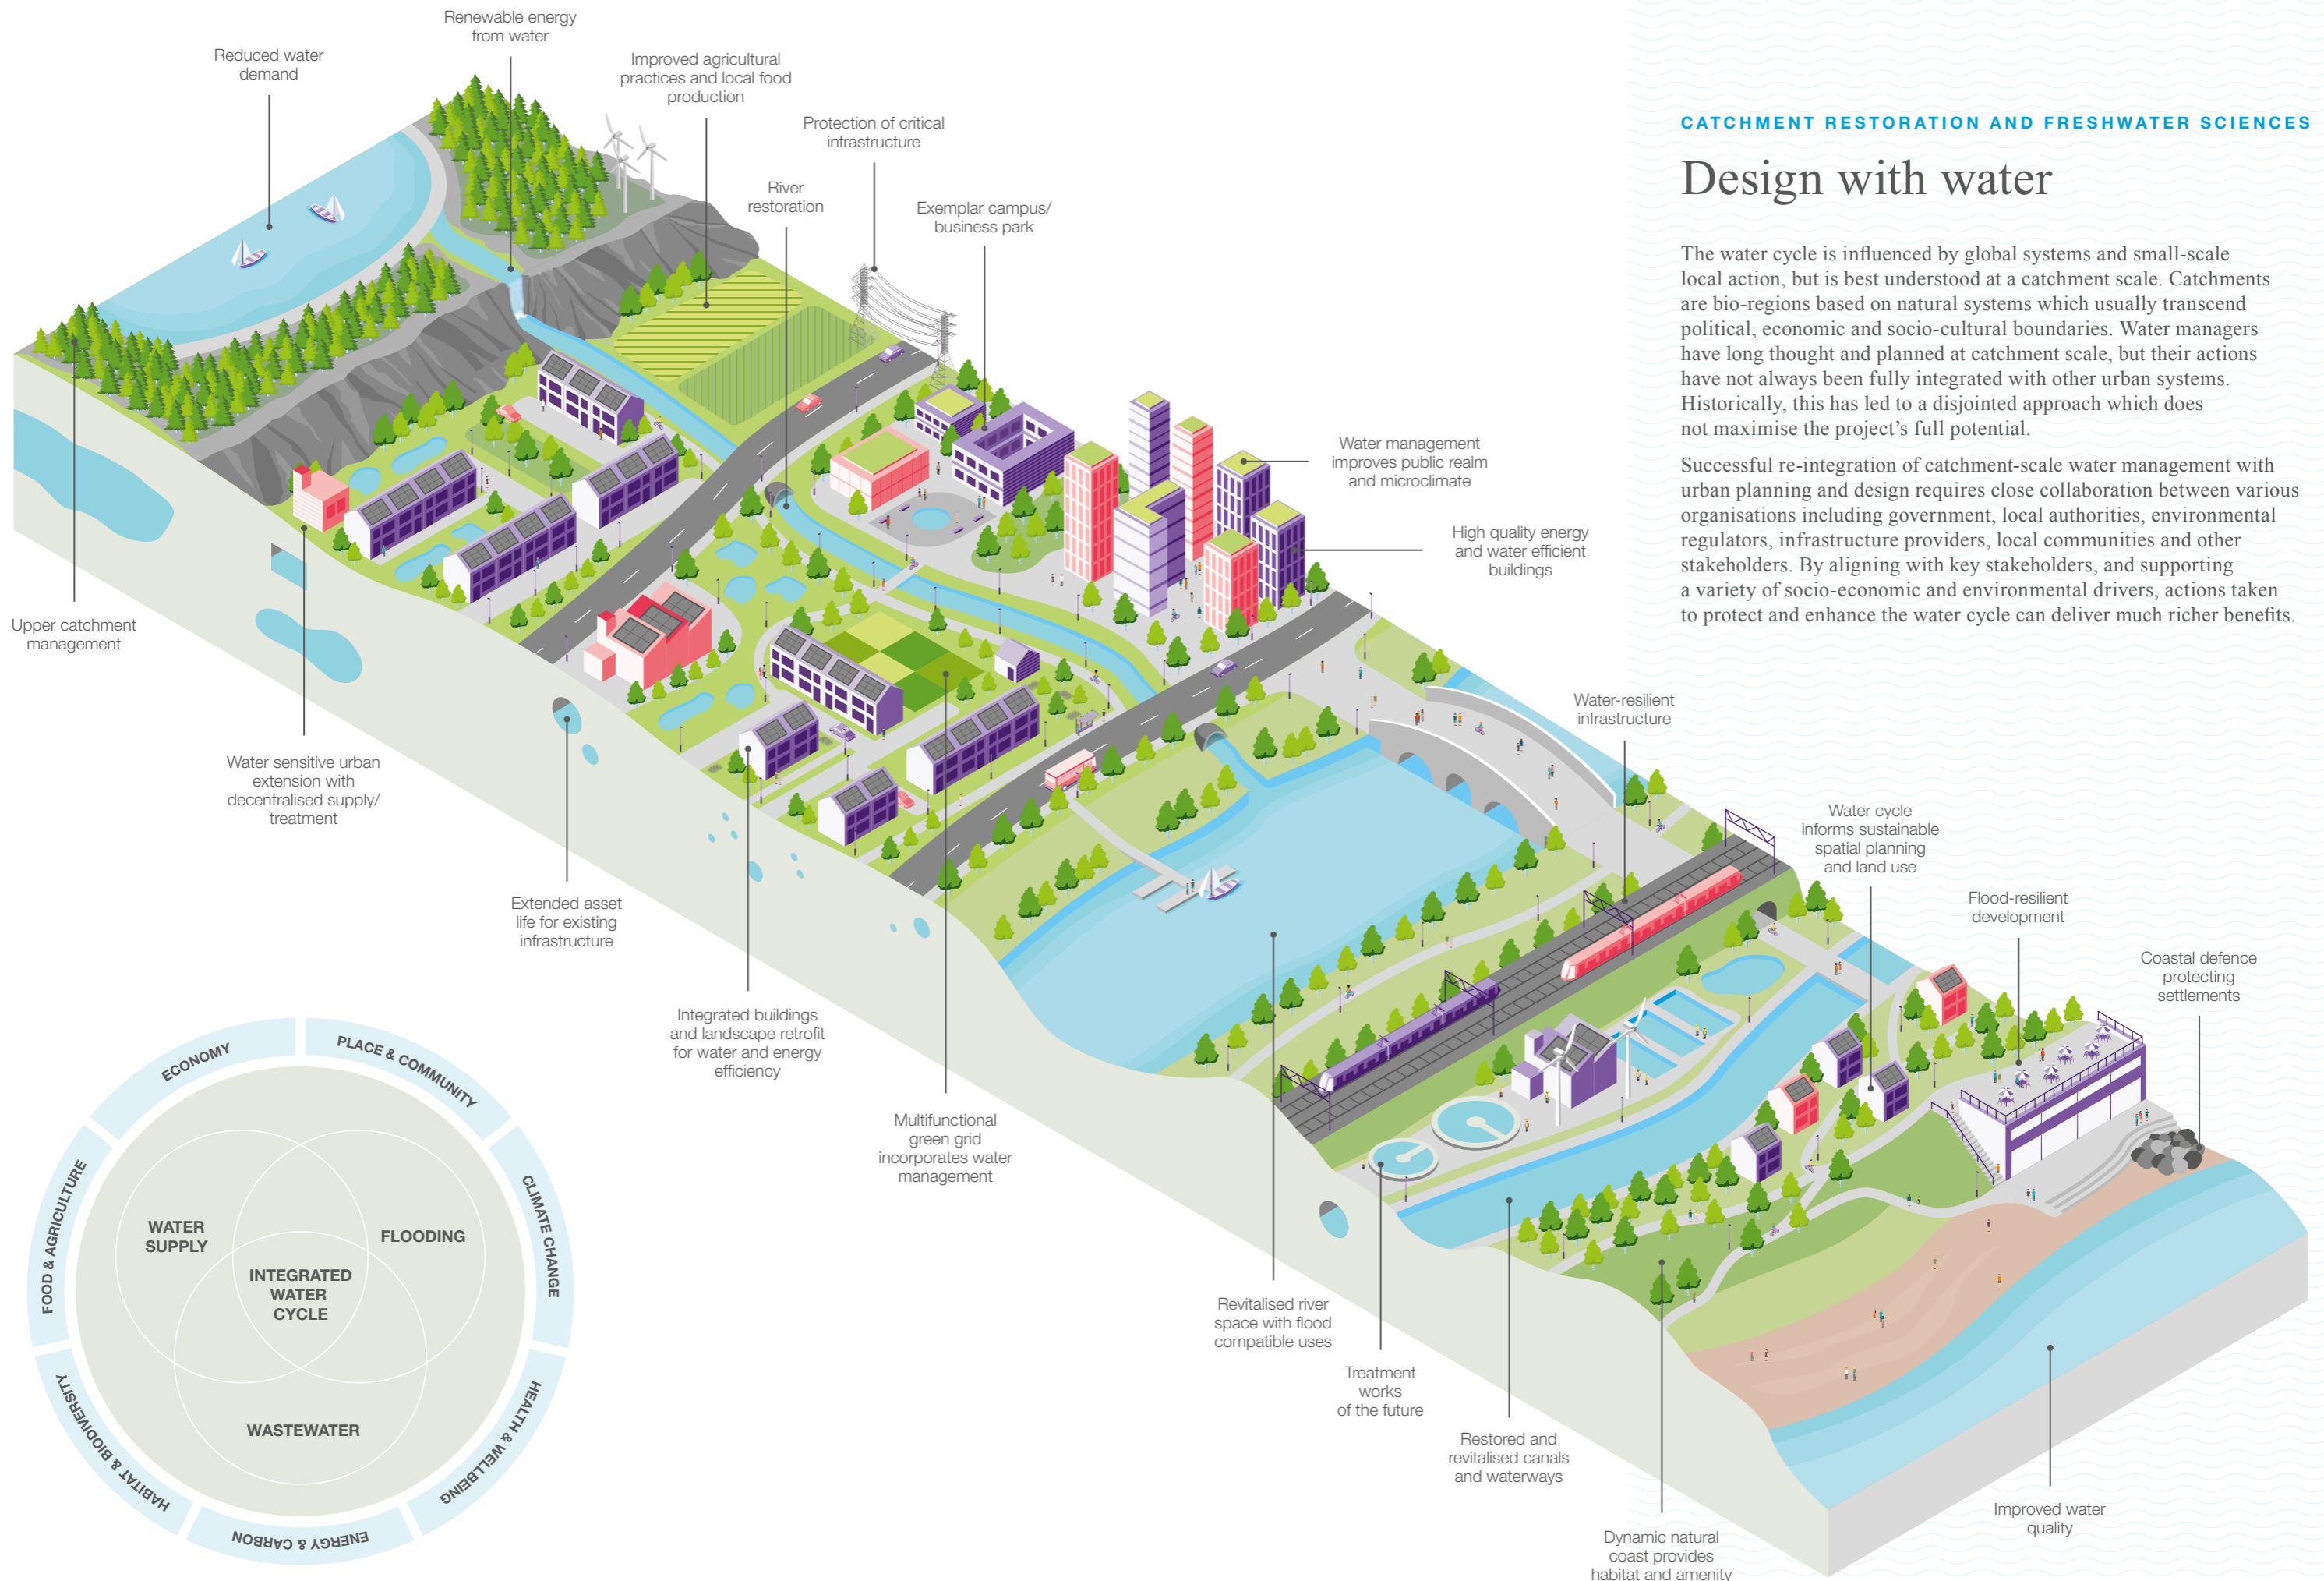 Renewable energy
from water
Reduced water
demand
Improved agricultural
practices and local food
production
Protection of critical
infrastructure
River
restoration
Exemplar campus/
business park
CATCHMENT RESTORATION AND FRESHWATER SCIENCES
Design with water
The water cycle is influenced by global systems and small-scale
local action, but is best understood at a catchment scale. Catchments
are bio-regions based on natural systems which usually transcend
political, economic and socio-cultural boundaries. Water managers
have long thought and planned at catchment scale, but their actions
have not always been fully integrated with other urban systems.
Historically, this has led to a disjointed approach which does
not maximise the project's full potential.
Successful re-integration of catchment-scale water management with
urban planning and design requires close collaboration between various
organisations including government, local authorities, environmental
regulators, infrastructure providers, local communities and other
stakeholders. By aligning with key stakeholders, and supporting
a variety of socio-economic and environmental drivers, actions taken
to protect and enhance the water cycle can deliver much richer benefits.
Water management
improves public realm
and microclimate
High quality energy
and water efficient
buildings
Upper catchment
management
Water sensitive urban
extension with
decentralised supply/
treatment
Extended asset
life for existing
infrastructure
Integrated buildings
and landscape retrofit
for water and energy
efficiency
Multifunctional
green grid
incorporates water
management
Water-resilient
infrastructure
Water cycle
informs sustainable
spatial planning
and land use
Flood-resilient
development
Coastal defence
protecting
settlements
Revitalised river
space with flood
compatible uses
Treatment
works
of the future
Restored and
revitalised canals
and waterways
Dynamic natural
coast provides
habitat and amenity
Improved water
quality
ECONOMY
PLACE & COMMUNITY
CLIMATE CHANGE
HEALTH & WELLBEING
ENERGY & CARBON
HABITAT & BIODIVERSITY
FOOD & AGRICULTURE
WATER
SUPPLY
FLOODING
INTEGRATED
WATER
CYCLE
WASTEWATER